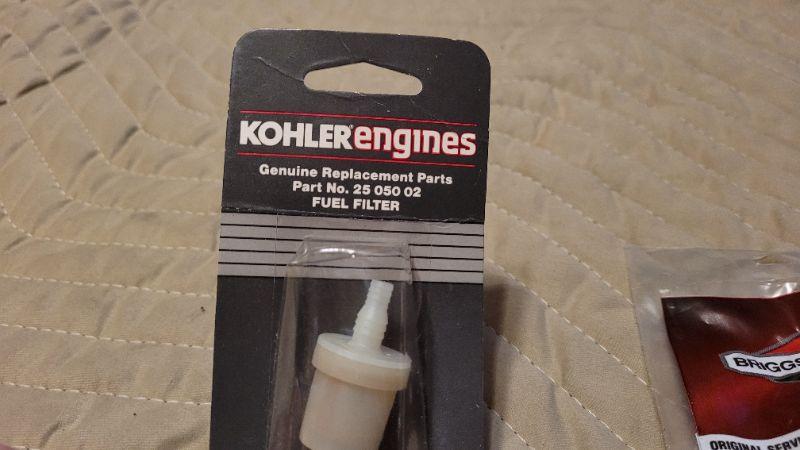 KOHLER engines
Genuine Replacement Parts
Part No. 25 050 02
FUEL FILTER
BRIGGS
ORIGINAL SERV